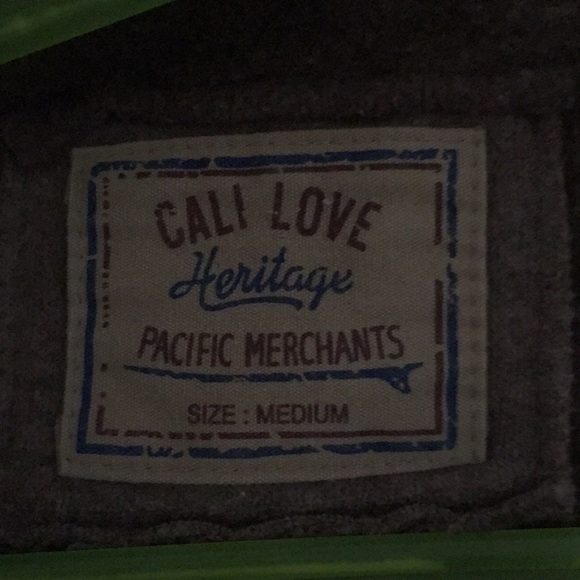 CALI LOVE
Heritage
PACIFIC MERCHANTS
SIZE : MEDIUM